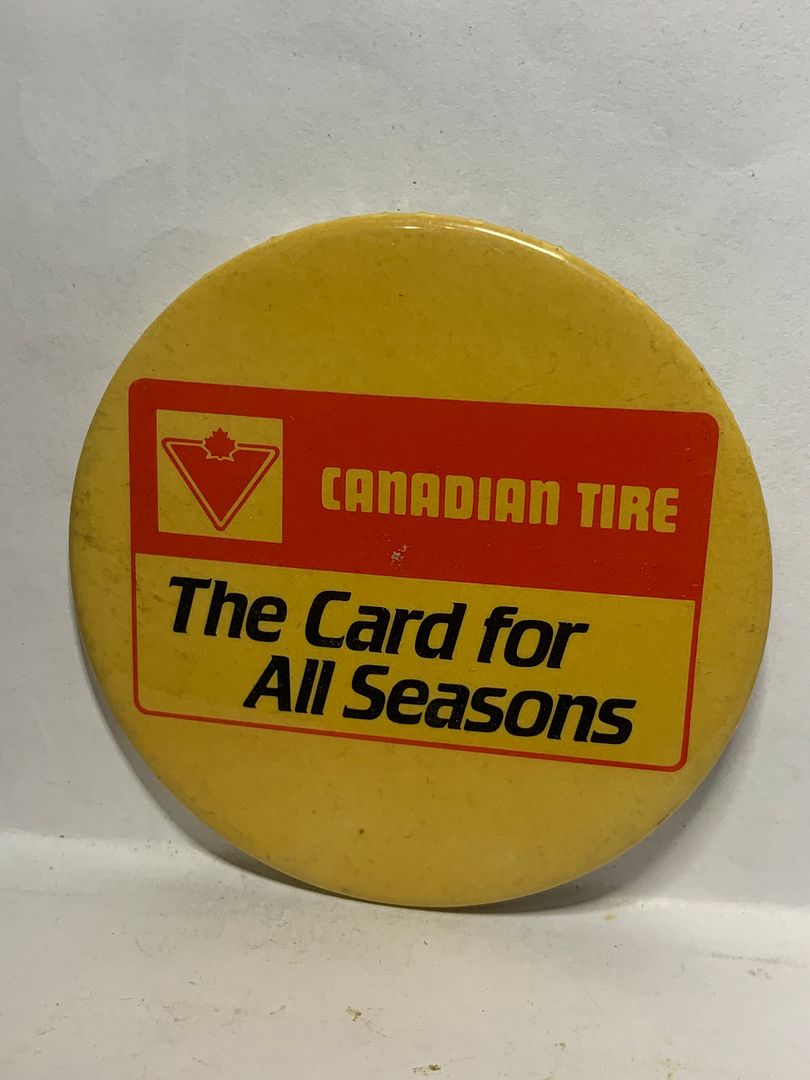 CANADIAN TIRE
The Card for
All Seasons